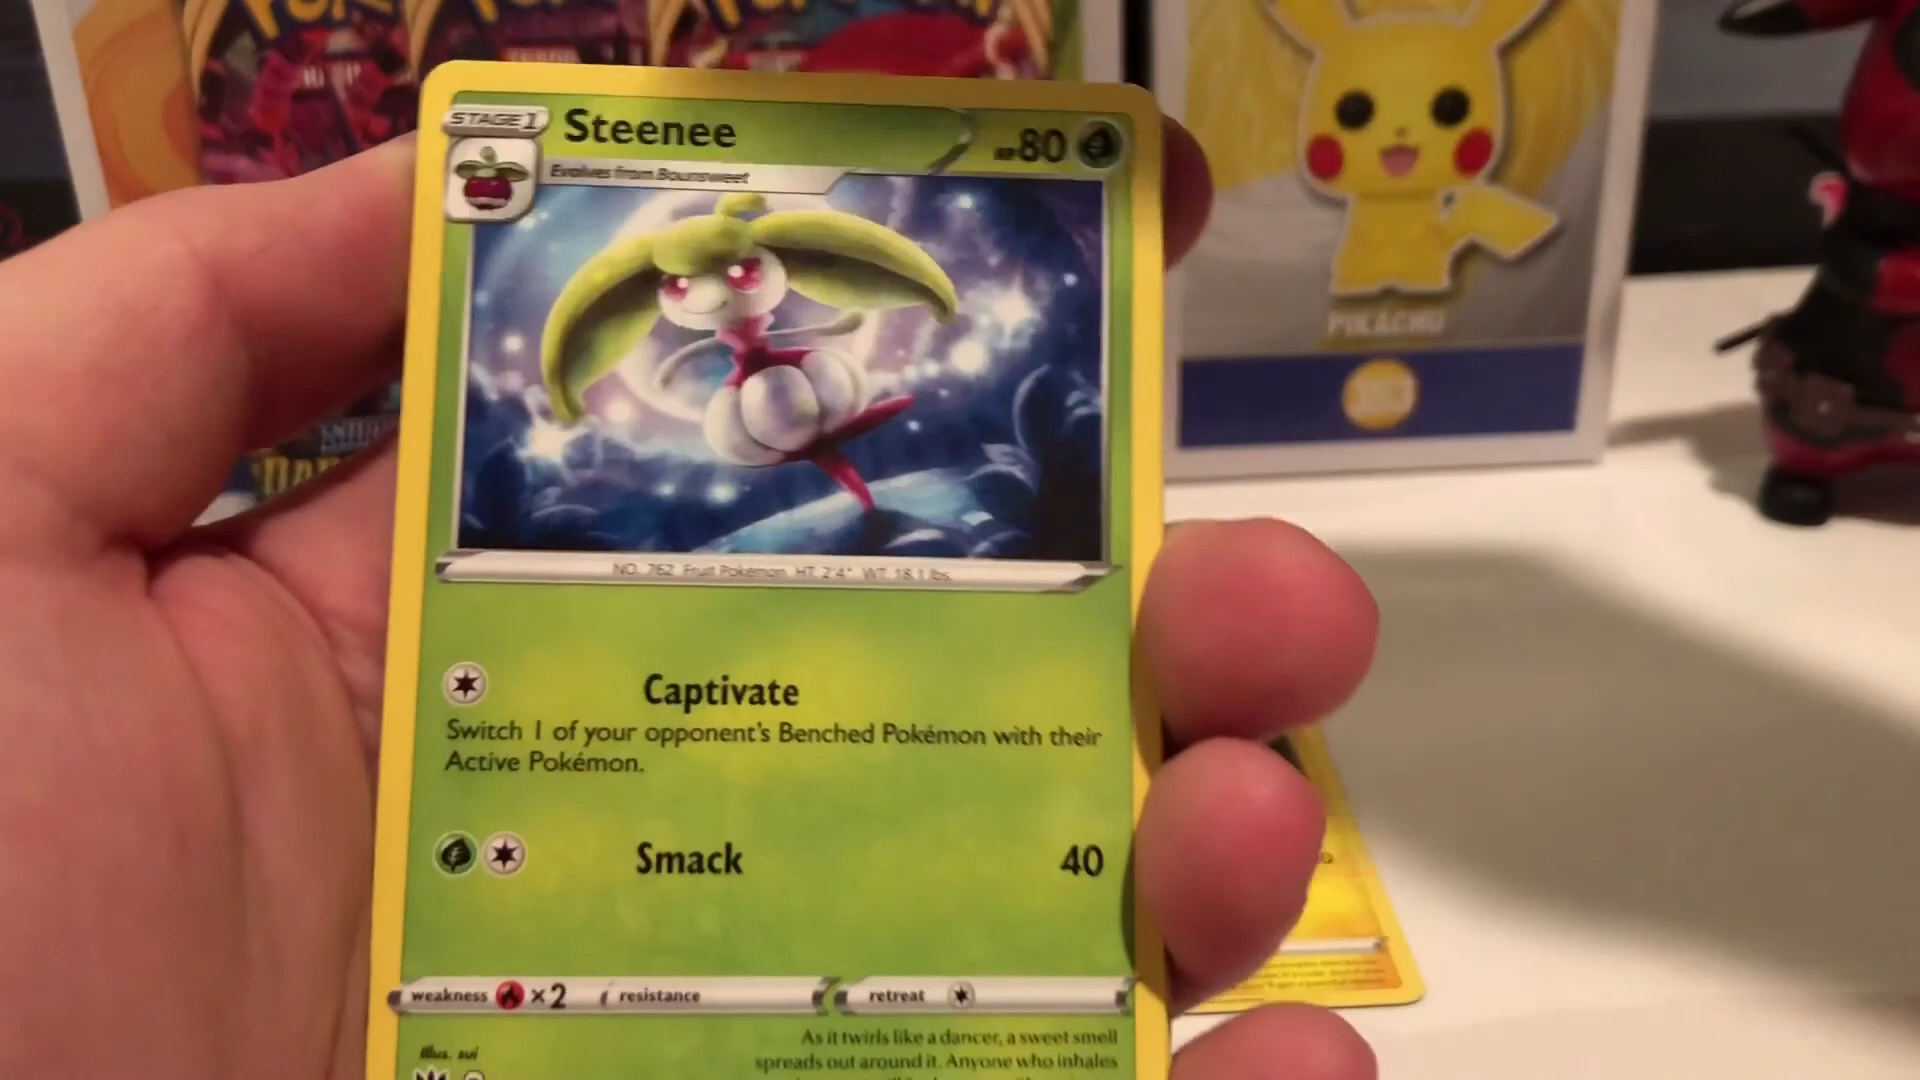 STAGE 1
Steenee
HP 80
Evolves from Bounsweet
NO. 762 Fruit Pokémon HT: 2'4" WT: 18.1 lbs.
Captivate
Switch 1 of your opponent's Benched Pokémon with their
Active Pokémon.
Smack 40
weakness ×2 resistance retreat
As it twirls like a dancer, a sweet smell
spreads out around it. Anyone who inhales
Illus. sui
PIKACHU